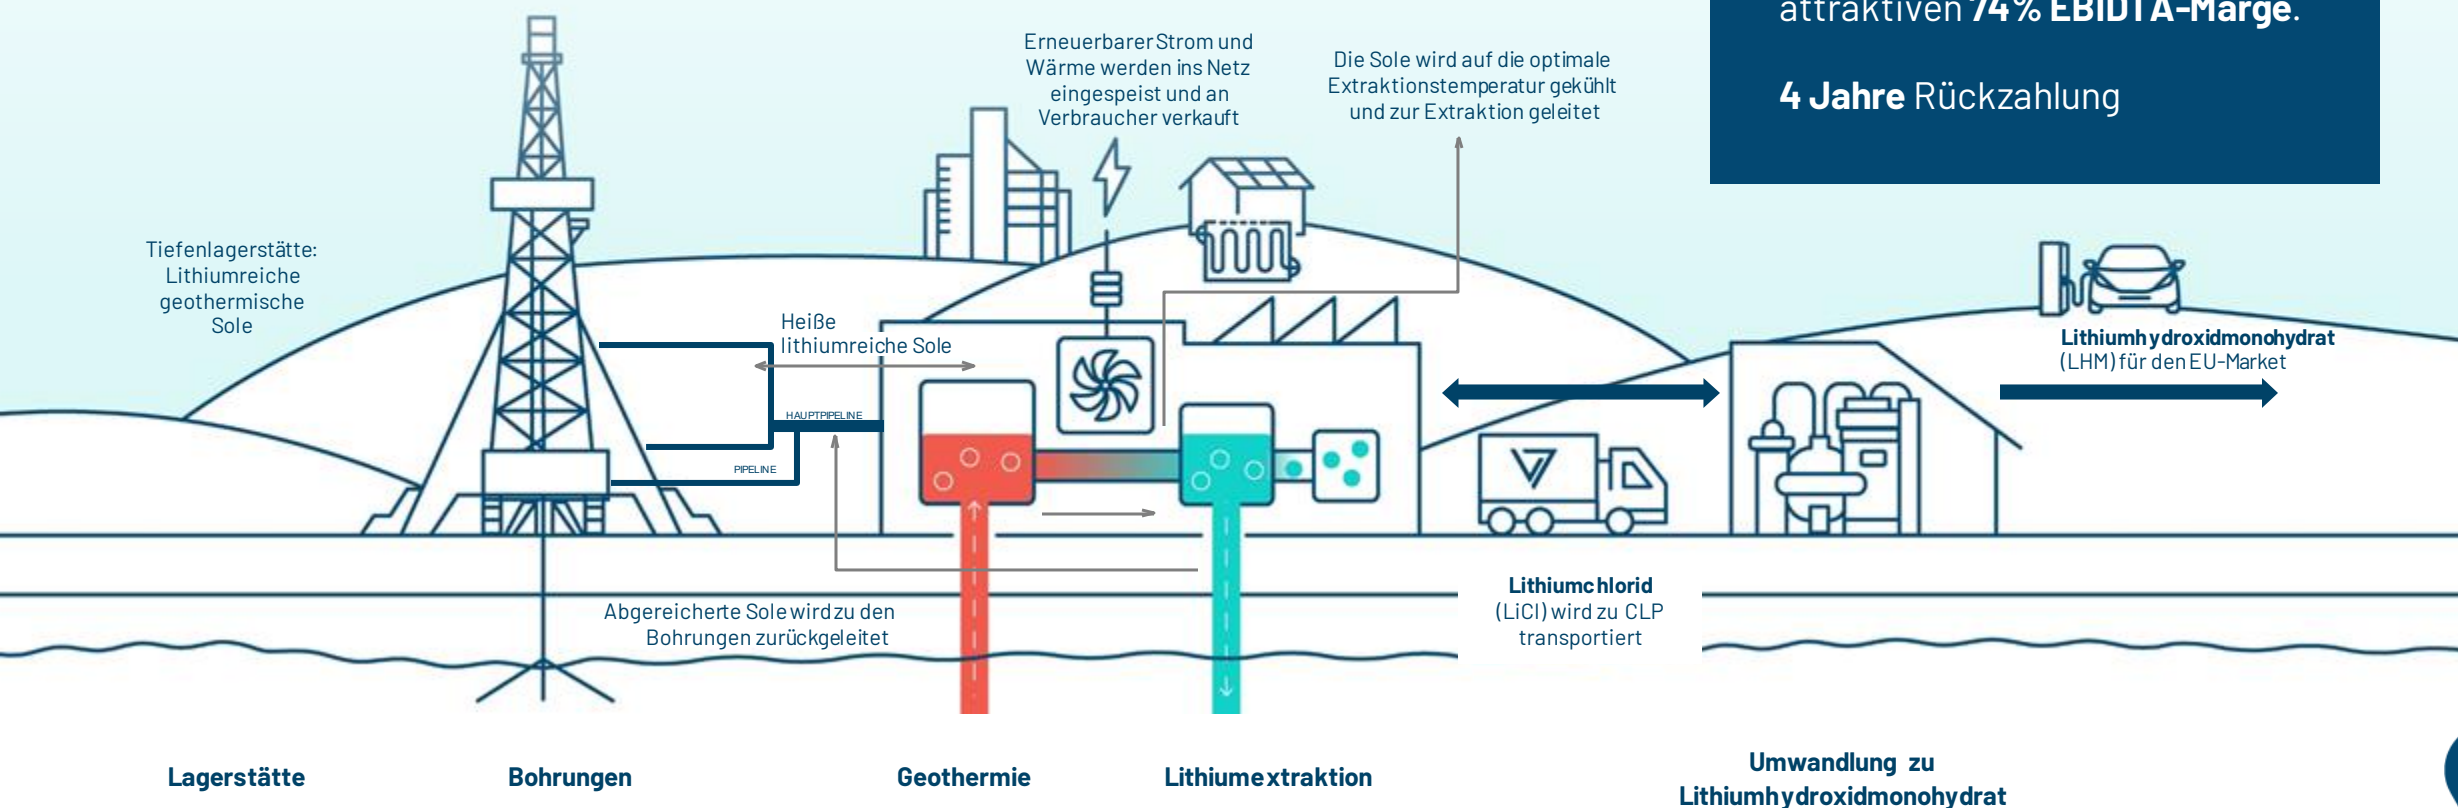 attraktiven 74% EBIDTA-Marge.
4 Jahre Rückzahlung
Erneuerbarer Strom und
Wärme werden ins Netz
eingespeist und an
Verbraucher verkauft
Die Sole wird auf die optimale
Extraktionstemperatur gekühlt
und zur Extraktion geleitet
Tiefenlagerstätte:
Lithiumreiche
geothermische
Sole
Heiße
lithiumreiche Sole
HAUPTPIPELINE
PIPELINE
Lithiumhydroxidmonohydrat
(LHM) für den EU-Market
Abgereicherte Sole wird zu den
Bohrungen zurückgeleitet
Lithiumchlorid
(LiCl) wird zu CLP
transportiert
Lagerstätte
Bohrungen
Geothermie
Lithiumextraktion
Umwandlung zu
Lithiumhydroxidmonohydrat